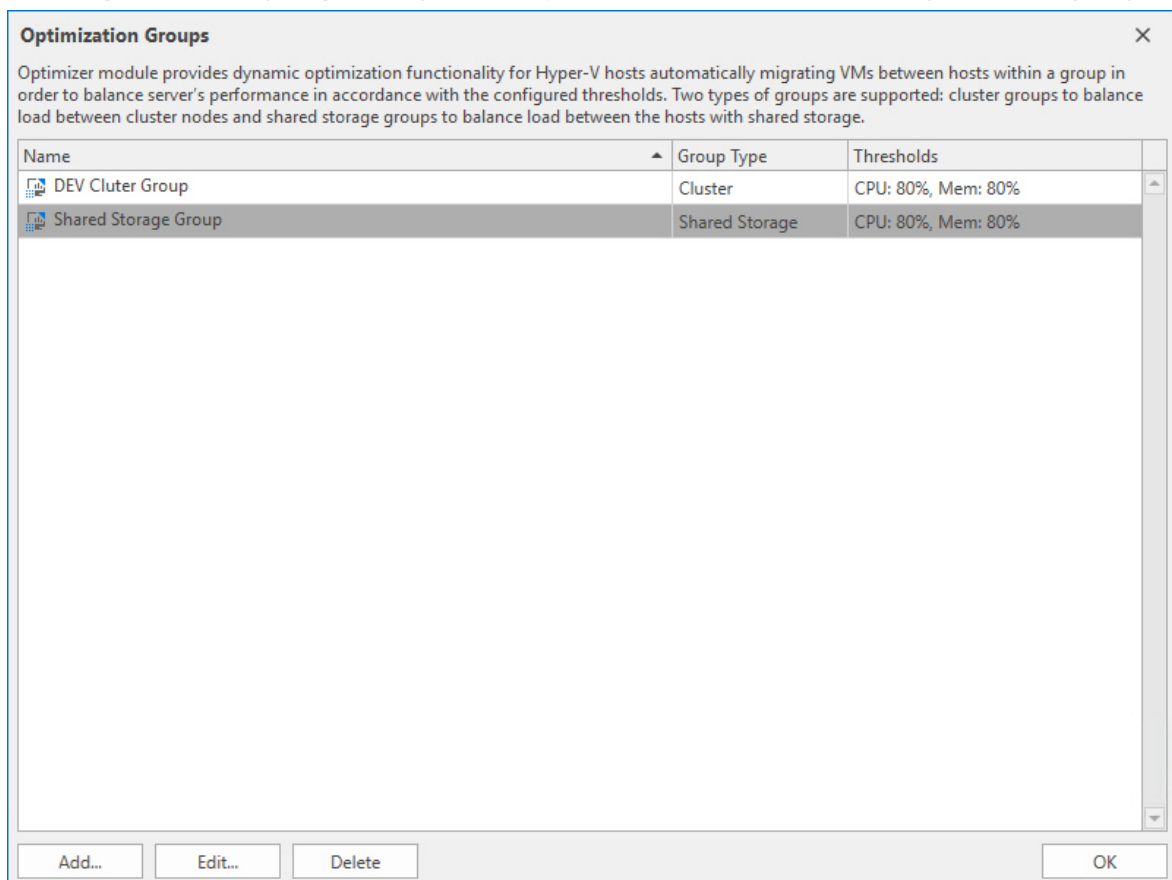 Optimization Groups
Optimizer module provides dynamic optimization functionality for Hyper-V hosts automatically migrating VMs between hosts within a group in
order to balance server's performance in accordance with the configured thresholds. Two types of groups are supported: cluster groups to balance
load between cluster nodes and shared storage groups to balance load between the hosts with shared storage.
Name Group Type Thresholds
DEV Cluter Group Cluster CPU: 80%, Mem: 80%
Shared Storage Group Shared Storage CPU: 80%, Mem: 80%
Add... Edit... Delete OK